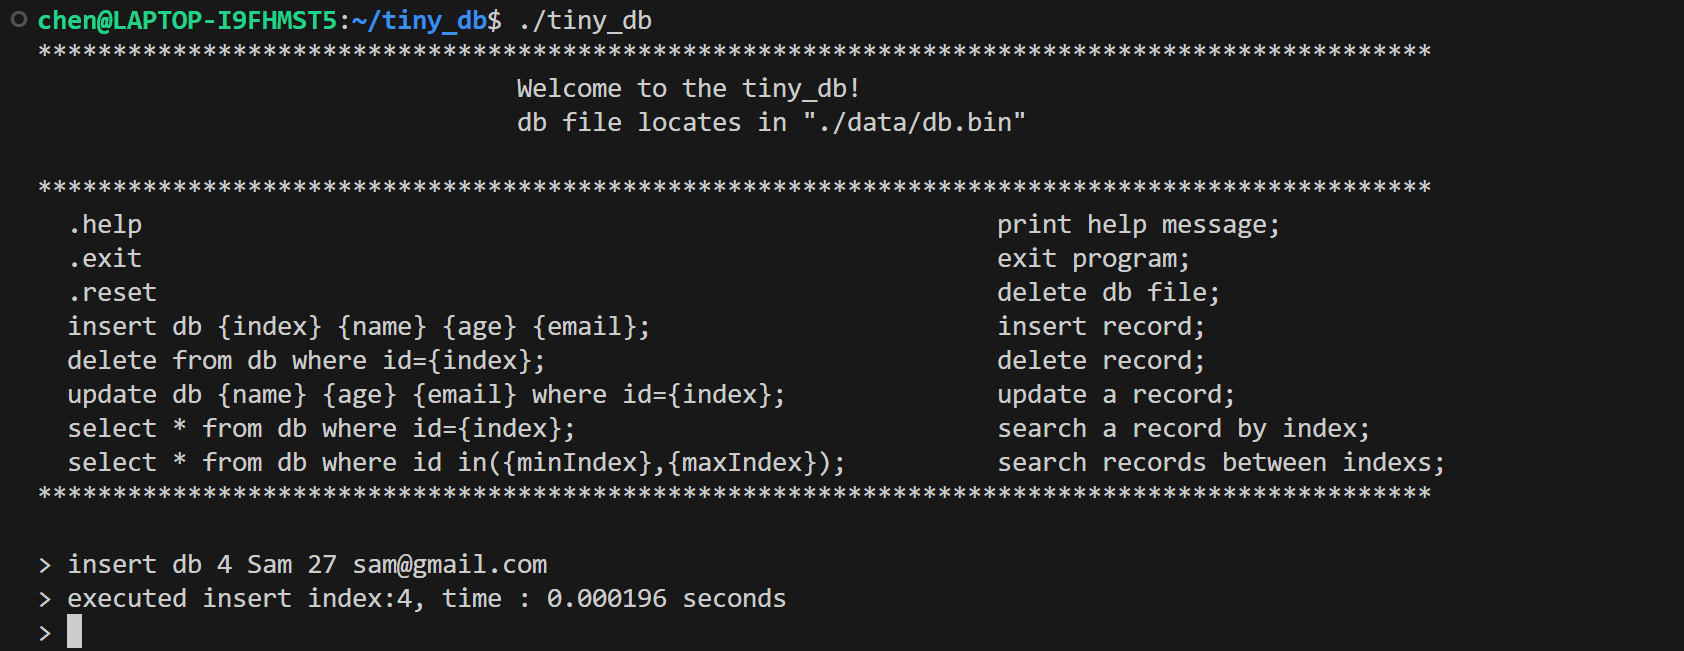 chen@LAPTOP-I9FHMST5:~/tiny_db$ ./tiny_db
*********************************************************************************************
Welcome to the tiny_db!
db file locates in "./data/db.bin"
*********************************************************************************************
.help print help message;
.exit exit program;
.reset delete db file;
insert db {index} {name} {age} {email}; insert record;
delete from db where id={index}; delete record;
update db {name} {age} {email} where id={index}; update a record;
select * from db where id={index}; search a record by index;
select * from db where id in({minIndex},{maxIndex}); search records between indexs;
*********************************************************************************************
> insert db 4 Sam 27 sam@gmail.com
> executed insert index:4, time : 0.000196 seconds
>